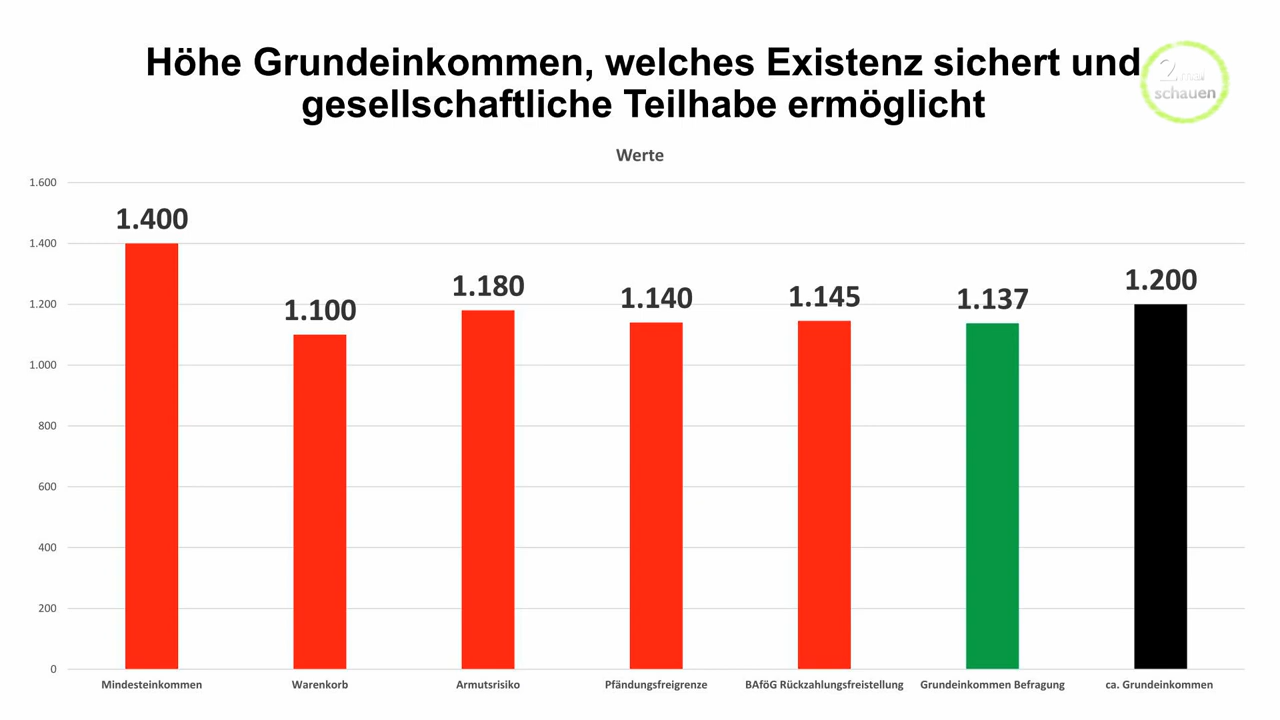 Höhe Grundeinkommen, welches Existenz sichert und
gesellschaftliche Teilhabe ermöglicht
2 mal
schauen
Werte
1.600
1.400
1.200
1.000
800
600
400
200
0
1.400
1.100
1.180
1.140
1.145
1.137
1.200
Mindesteinkommen
Warenkorb
Armutsrisiko
Pfändungsfreigrenze
BAföG Rückzahlungsfreistellung
Grundeinkommen Befragung
ca. Grundeinkommen